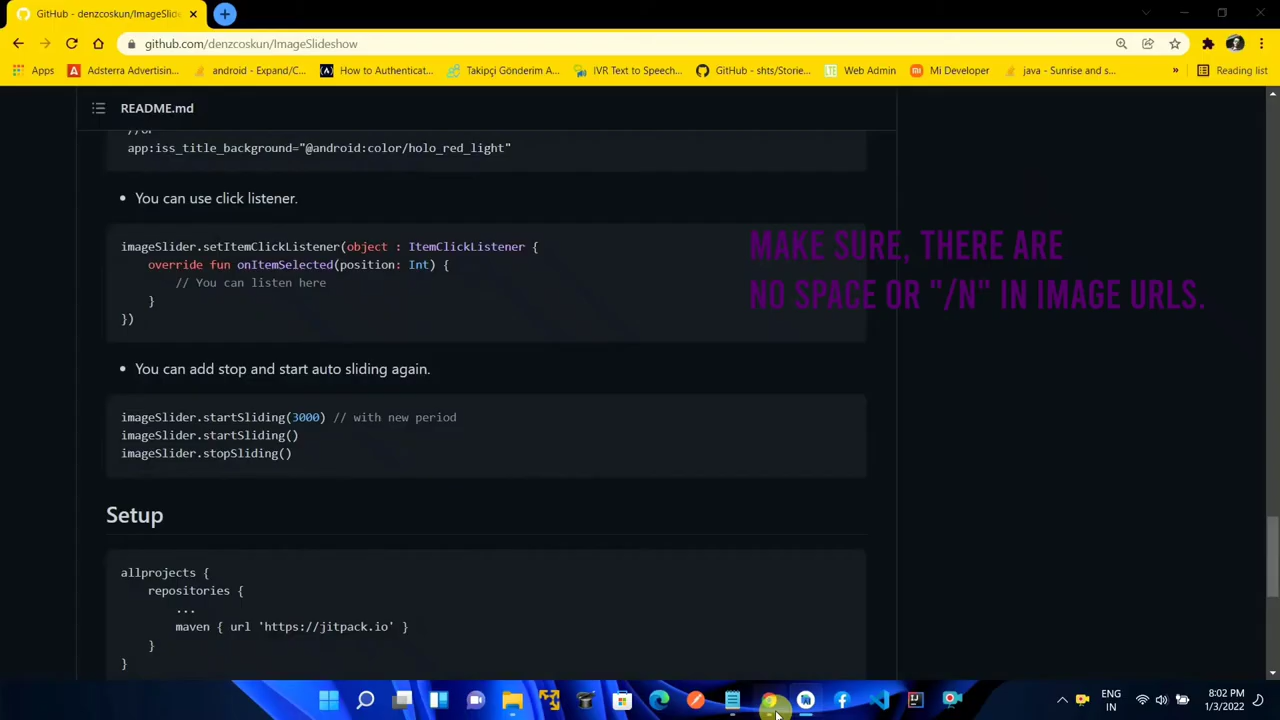 GitHub - denzcoskun/ImageSlide
github.com/denzcoskun/ImageSlideshow
Apps
Adsterra Advertisin...
android - Expand/C...
How to Authenticat...
Takipçi Gönderim A...
IVR Text to Speech...
GitHub - shts/Storie...
Web Admin
Mi Developer
java - Sunrise and s...
»
Reading list
README.md
//or
app:iss_title_background="@android:color/holo_red_light"
• You can use click listener.
imageSlider.setItemClickListener(object : ItemClickListener {
override fun onItemSelected(position: Int) {
// You can listen here
}
})
MAKE SURE, THERE ARE
NO SPACE OR "/N" IN IMAGE URLS.
• You can add stop and start auto sliding again.
imageSlider.startSliding(3000) // with new period
imageSlider.startSliding()
imageSlider.stopSliding()
Setup
allprojects {
repositories {
...
maven { url 'https://jitpack.io' }
}
}
ENG
IN
8:02 PM
1/3/2022